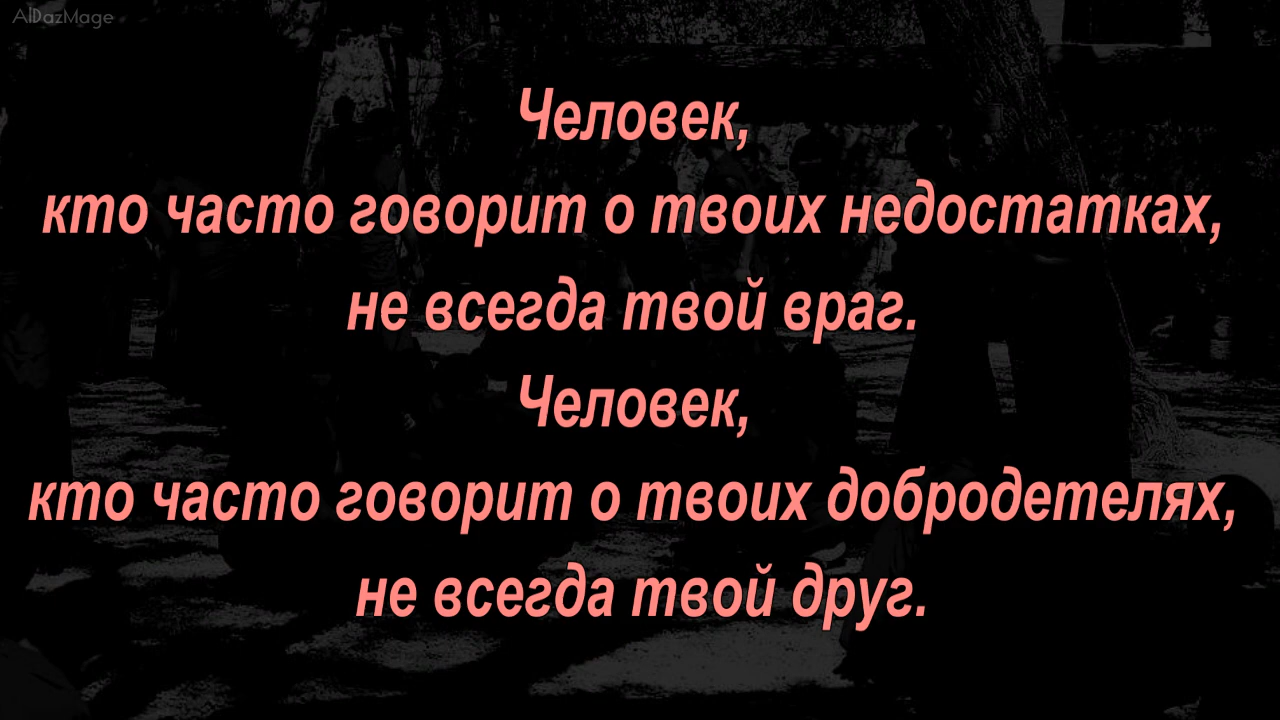 AlDazMage
Человек,
кто часто говорит о твоих недостатках,
не всегда твой враг.
Человек,
кто часто говорит о твоих добродетелях,
не всегда твой друг.